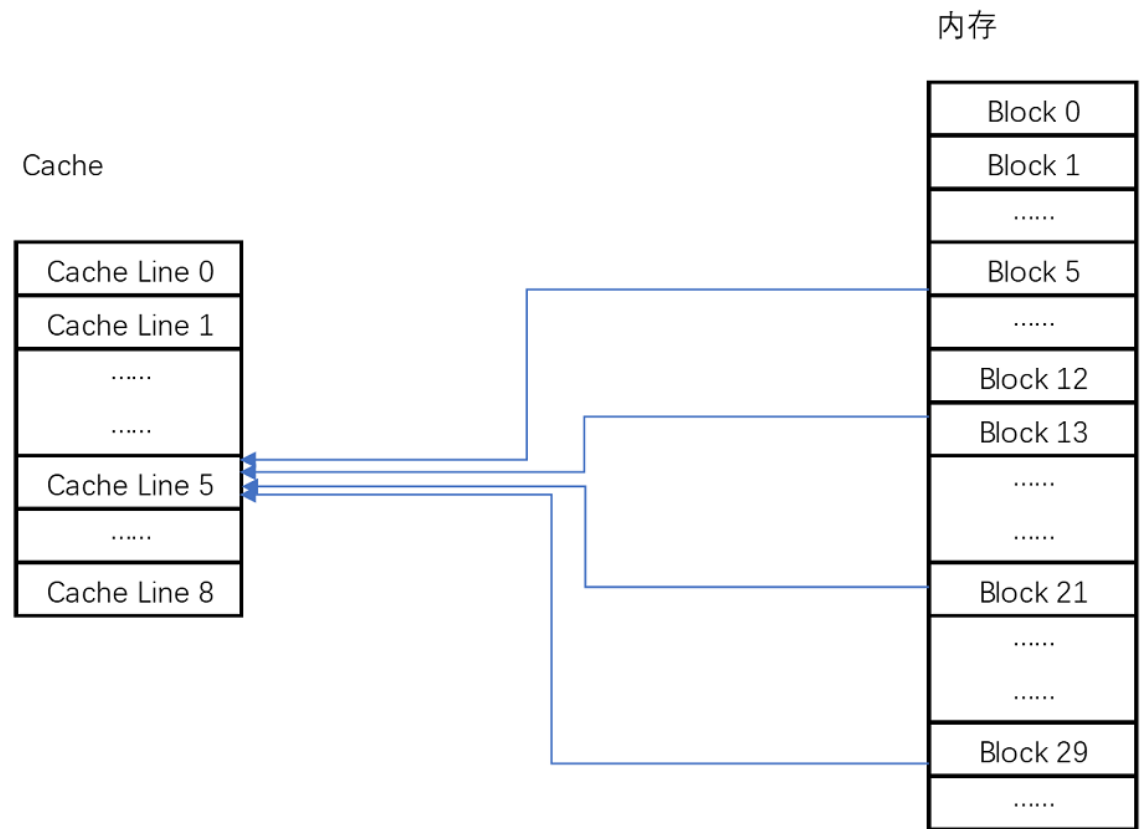 Cache
Cache Line 0
Cache Line 1
……
……
Cache Line 5
……
Cache Line 8
内存
Block 0
Block 1
……
Block 5
……
Block 12
Block 13
……
……
Block 21
……
……
Block 29
……